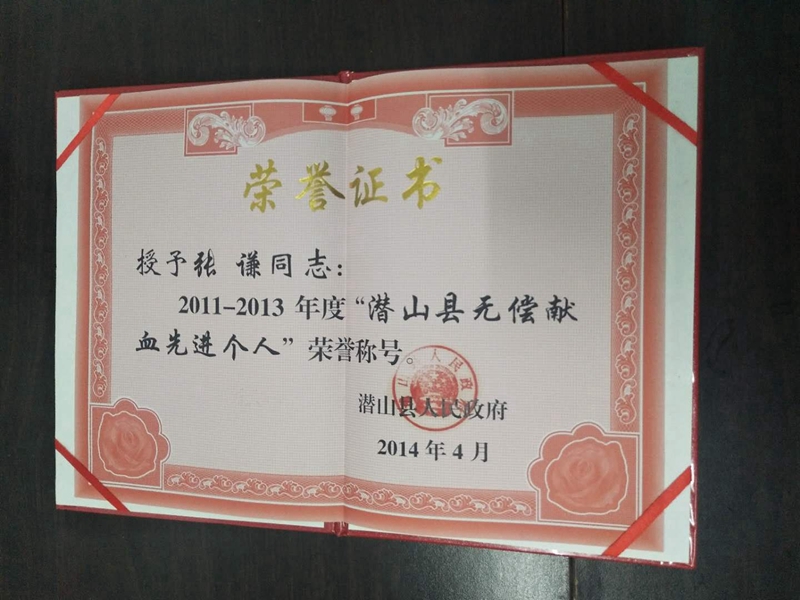 荣誉证书
授予张 谦同志：
2011-2013 年度“潜山县无偿献
血先进个人”荣誉称号。
潜山县人民政府
2014 年 4 月